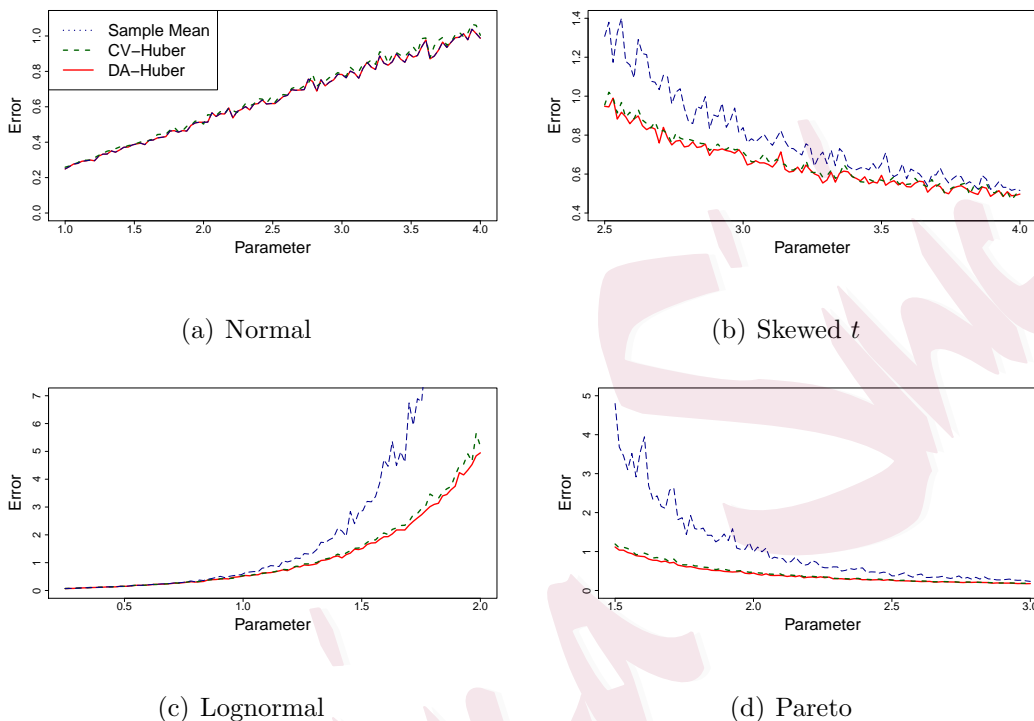 Sample Mean
CV−Huber
DA−Huber
Error
0.0 0.2 0.4 0.6 0.8 1.0
1.0 1.5 2.0 2.5 3.0 3.5 4.0
Parameter
(a) Normal
Error
0.4 0.6 0.8 1.0 1.2 1.4
2.5 3.0 3.5 4.0
Parameter
(b) Skewed t
Error
0 1 2 3 4 5 6 7
0.5 1.0 1.5 2.0
Parameter
(c) Lognormal
Error
0 1 2 3 4 5
1.5 2.0 2.5 3.0
Parameter
(d) Pareto